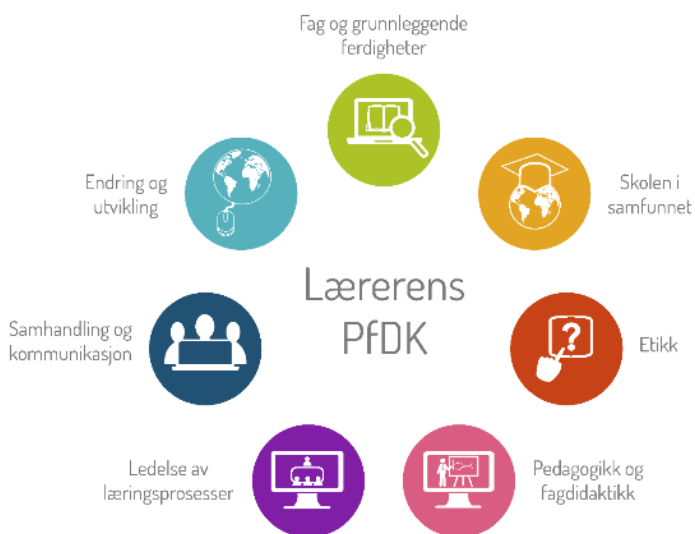 Fag og grunnleggende
ferdigheter
Endring og
utvikling
Skolen i
samfunnet
Lærerens
PfDK
Samhandling og
kommunikasjon
?
Etikk
Ledelse av
læringsprosesser
Pedagogikk og
fagdidaktikk